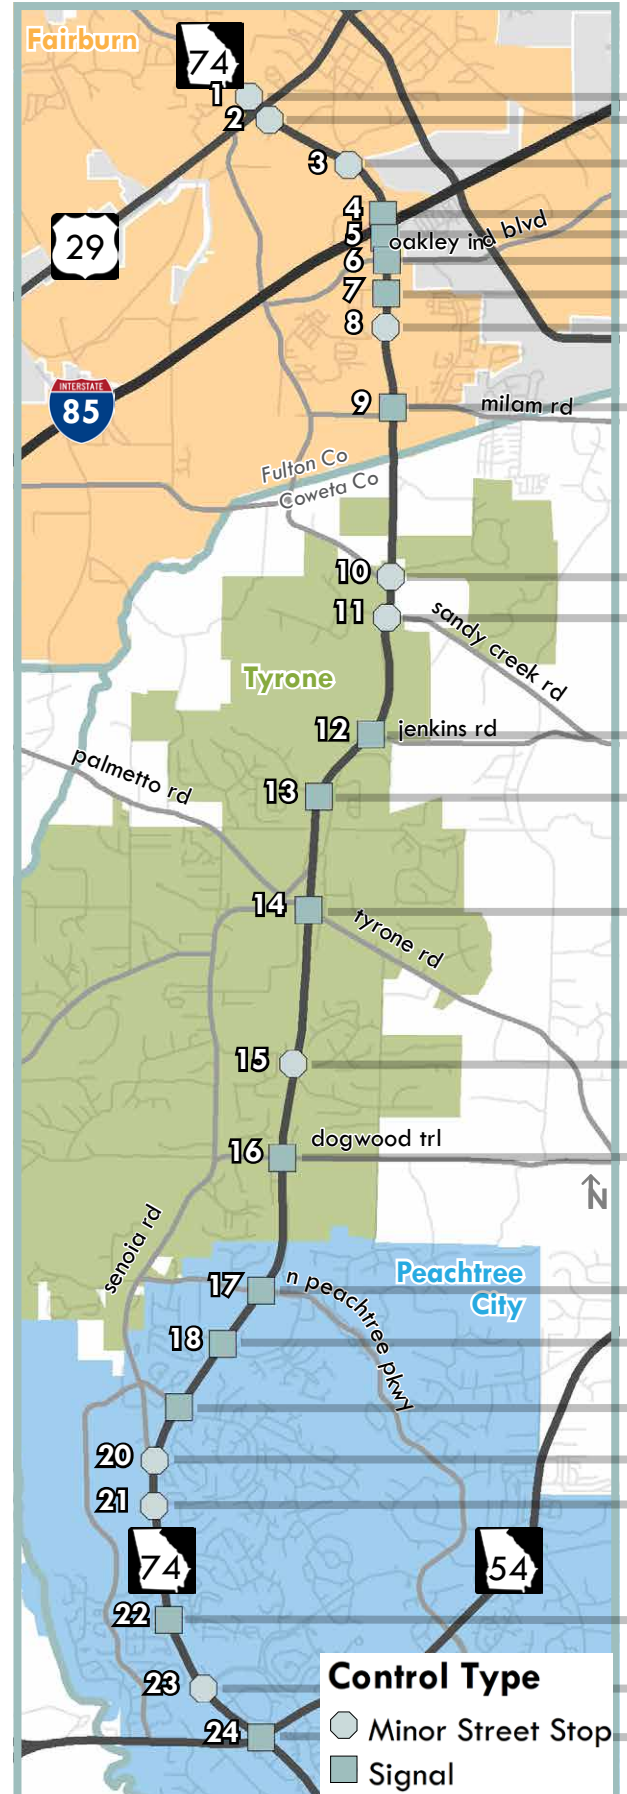 Fairburn
74
1
2
3
4
29
5
oakley ind blvd
6
7
8
INTERSTATE
85
9
milam rd
Fulton Co
Coweta Co
10
11
sandy creek rd
Tyrone
12
jenkins rd
palmetto rd
13
14
tyrone rd
15
16
dogwood trl
N
senoia rd
17
n peachtree pkwy
Peachtree
City
18
20
21
74
54
22
23
24
Control Type
Minor Street Stop
Signal